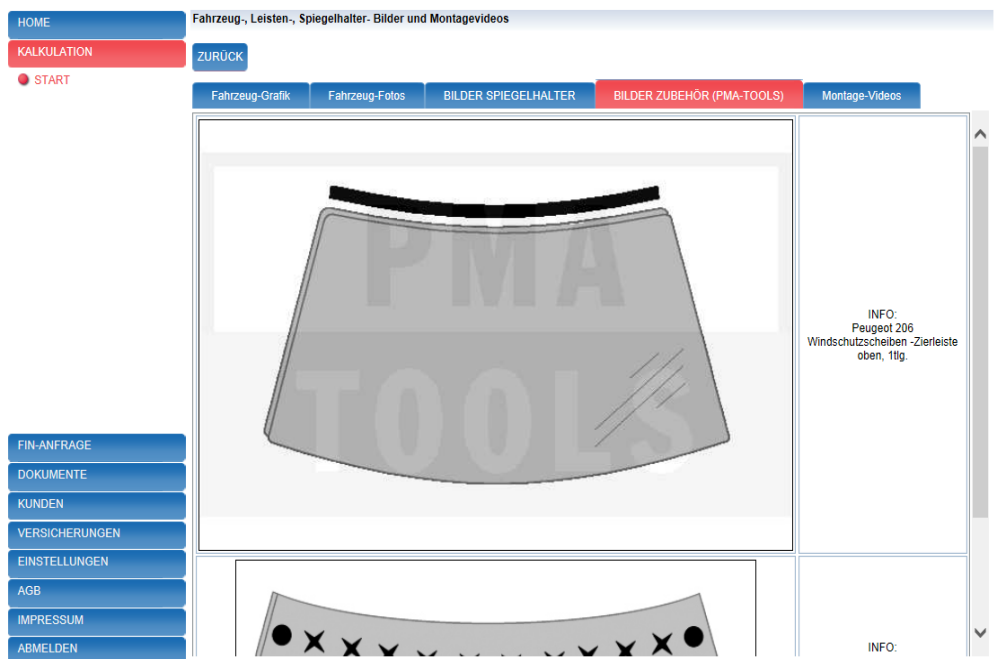 HOME
KALKULATION
START
FIN-ANFRAGE
DOKUMENTE
KUNDEN
VERSICHERUNGEN
EINSTELLUNGEN
AGB
IMPRESSUM
ABMELDEN
Fahrzeug-, Leisten-, Spiegelhalter- Bilder und Montagevideos
ZURÜCK
Fahrzeug-Grafik
Fahrzeug-Fotos
BILDER SPIEGELHALTER
BILDER ZUBEHÖR (PMA-TOOLS)
Montage-Videos
PMA
TOOLS
INFO:
Peugeot 206
Windschutzscheiben -Zierleiste
oben, 1tlg.
INFO: